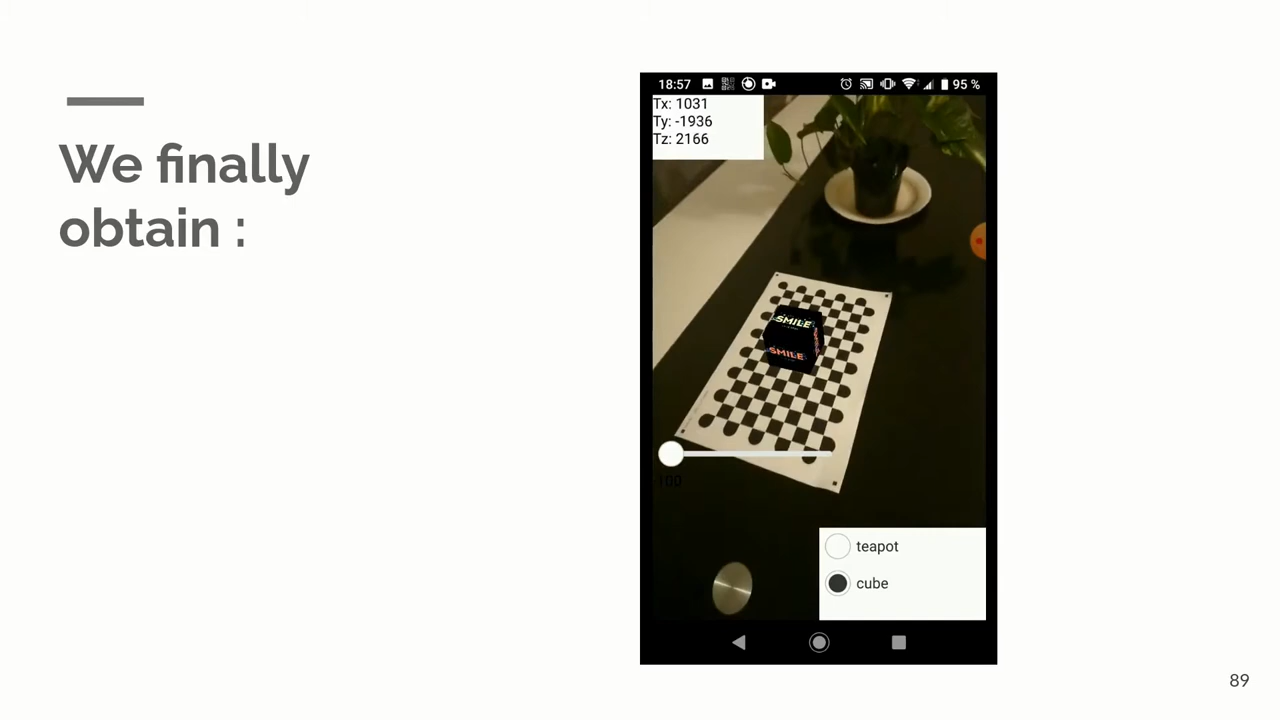 We finally
obtain :
18:57
95 %
Tx: 1031
Ty: -1936
Tz: 2166
SMILE
SMILE
teapot
cube
89